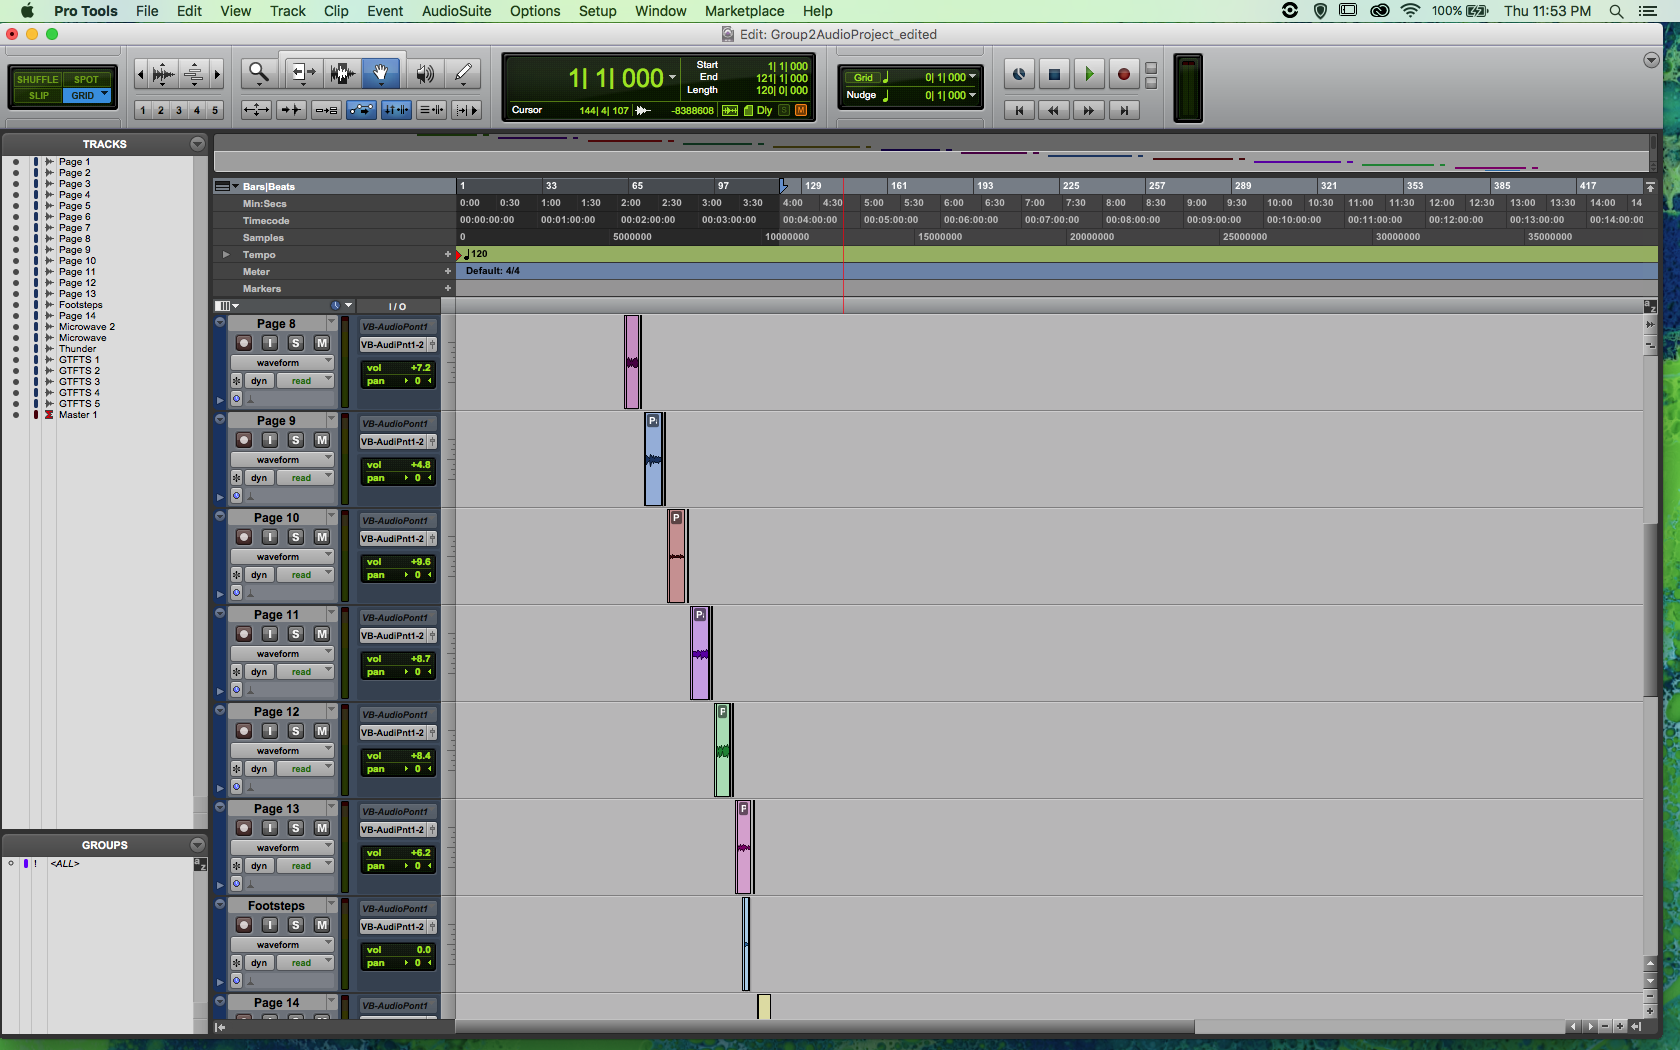 Pro Tools File Edit View Track Clip Event AudioSuite Options Setup Window Marketplace Help 100% Thu 11:53 PM
Edit: Group2AudioProject_edited
SHUFFLE SPOT
SLIP GRID
1 2 3 4 5
1| 1| 000
Start 1| 1| 000
End 121| 1| 000
Length 120| 0| 000
Cursor 144| 4| 107 -8388608 Dly S M
Grid 0| 1| 000
Nudge 0| 1| 000
TRACKS
Page 1
Page 2
Page 3
Page 4
Page 5
Page 6
Page 7
Page 8
Page 9
Page 10
Page 11
Page 12
Page 13
Footsteps
Page 14
Microwave 2
Microwave
Thunder
GTFTS 1
GTFTS 2
GTFTS 3
GTFTS 4
GTFTS 5
Master 1
GROUPS
! <ALL>
a z
Bars|Beats 1 33 65 97 129 161 193 225 257 289 321 353 385 417
Min:Secs 0:00 0:30 1:00 1:30 2:00 2:30 3:00 3:30 4:00 4:30 5:00 5:30 6:00 6:30 7:00 7:30 8:00 8:30 9:00 9:30 10:00 10:30 11:00 11:30 12:00 12:30 13:00 13:30 14:00 14
Timecode 00:00:00:00 00:01:00:00 00:02:00:00 00:03:00:00 00:04:00:00 00:05:00:00 00:06:00:00 00:07:00:00 00:08:00:00 00:09:00:00 00:10:00:00 00:11:00:00 00:12:00:00 00:13:00:00 00:14:00:00
Samples 0 5000000 10000000 15000000 20000000 25000000 30000000 35000000
Tempo + 120
Meter + Default: 4/4
Markers +
I / O
a z
Page 8 VB-AudioPont1
I S M VB-AudiPnt1-2
waveform vol +7.2
dyn read pan 0
Page 9 VB-AudioPont1 P
I S M VB-AudiPnt1-2
waveform vol +4.8
dyn read pan 0
Page 10 VB-AudioPont1 P
I S M VB-AudiPnt1-2
waveform vol +9.6
dyn read pan 0
Page 11 VB-AudioPont1 P
I S M VB-AudiPnt1-2
waveform vol +8.7
dyn read pan 0
Page 12 VB-AudioPont1
I S M VB-AudiPnt1-2
waveform vol +8.4
dyn read pan 0
Page 13 VB-AudioPont1
I S M VB-AudiPnt1-2
waveform vol +6.2
dyn read pan 0
Footsteps VB-AudioPont1
I S M VB-AudiPnt1-2
waveform vol 0.0
dyn read pan 0
Page 14 VB-AudioPont1